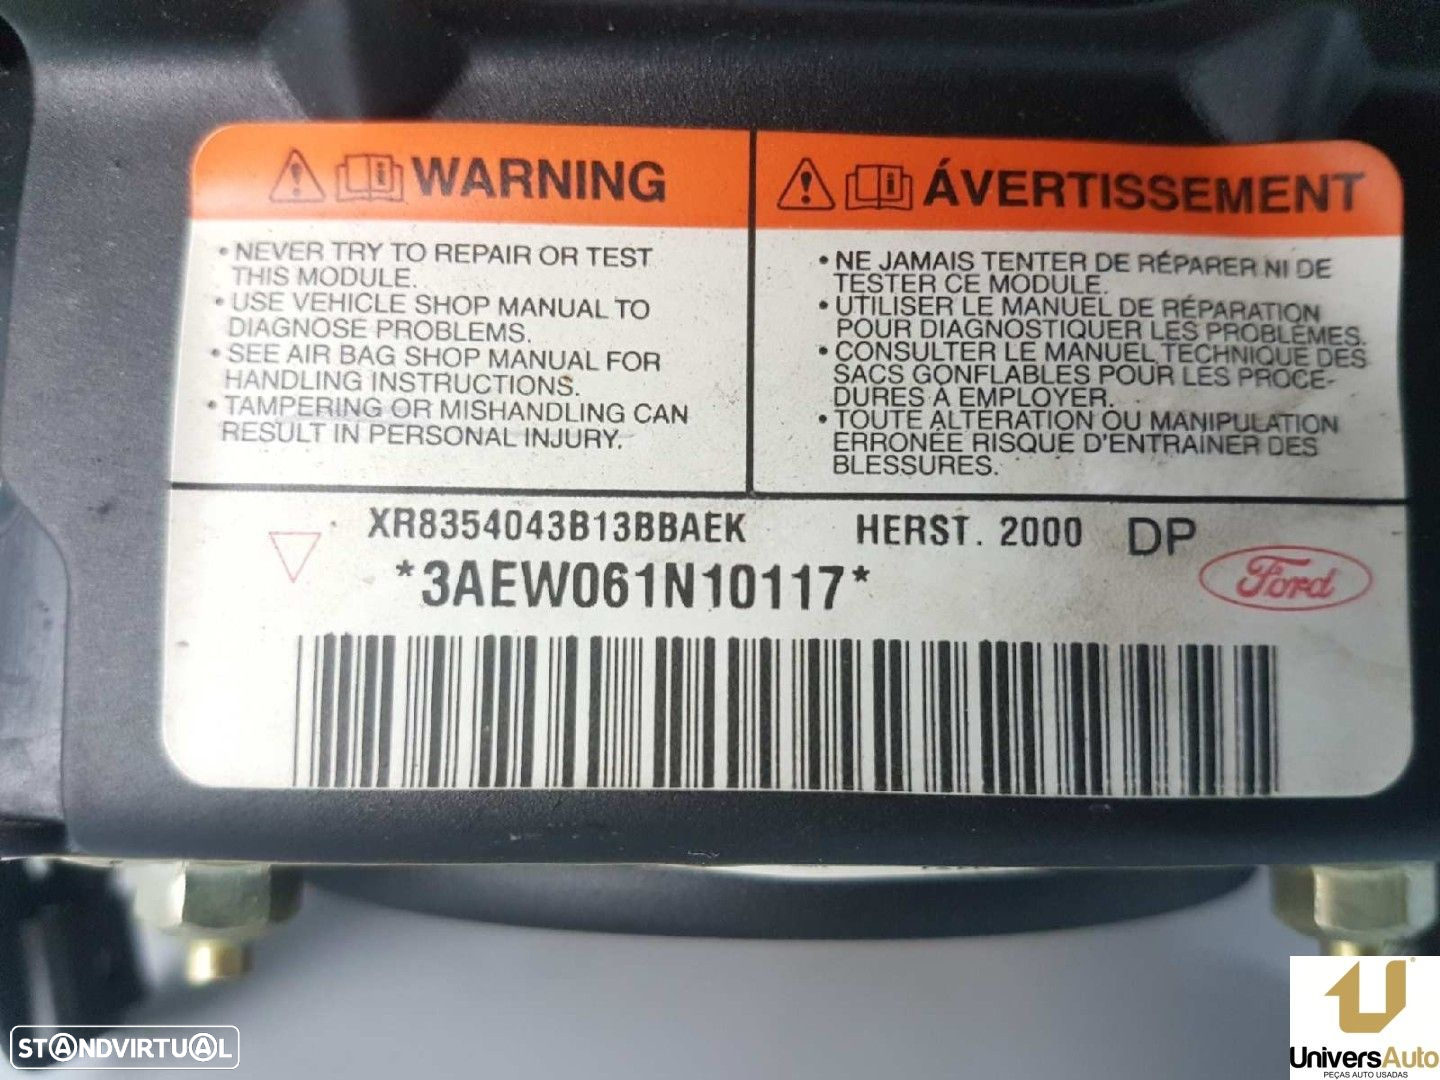 WARNING
• NEVER TRY TO REPAIR OR TEST
THIS MODULE.
• USE VEHICLE SHOP MANUAL TO
DIAGNOSE PROBLEMS.
• SEE AIR BAG SHOP MANUAL FOR
HANDLING INSTRUCTIONS.
• TAMPERING OR MISHANDLING CAN
RESULT IN PERSONAL INJURY.
ÁVERTISSEMENT
• NE JAMAIS TENTER DE RÉPARER NI DE
TESTER CE MODULE.
• UTILISER LE MANUEL DE RÉPARATION
POUR DIAGNOSTIQUER LES PROBLÈMES.
• CONSULTER LE MANUEL TECHNIQUE DES
SACS GONFLABLES POUR LES PROCE-
DURES A EMPLOYER.
• TOUTE ALTERATION OU MANIPULATION
ERRONÉE RISQUE D'ENTRAINER DES
BLESSURES.
XR8354043B13BBAEK HERST. 2000 DP
*3AEW061N10117*
Ford
STANDVIRTUAL
UniversAuto
PEÇAS AUTO USADAS